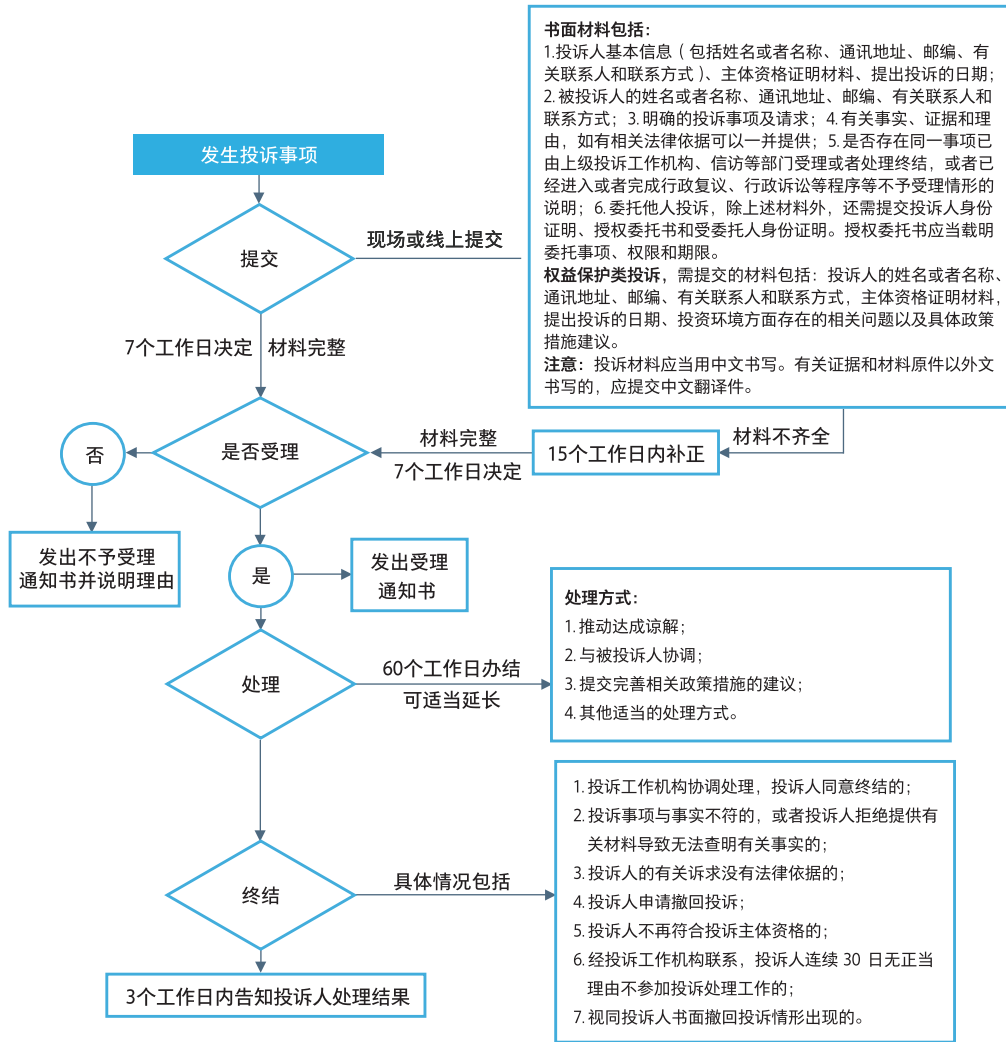 书面材料包括：
1.投诉人基本信息（包括姓名或者名称、通讯地址、邮编、有
关联系人和联系方式）、主体资格证明材料、提出投诉的日期；
2.被投诉人的姓名或者名称、通讯地址、邮编、有关联系人和
联系方式；3.明确的投诉事项及请求；4.有关事实、证据和理
由，如有相关法律依据可以一并提供；5.是否存在同一事项已
由上级投诉工作机构、信访等部门受理或者处理终结，或者已
经进入或者完成行政复议、行政诉讼等程序等不予受理情形的
说明；6.委托他人投诉，除上述材料外，还需提交投诉人身份
证明、授权委托书和受委托人身份证明。授权委托书应当载明
委托事项、权限和期限。
权益保护类投诉，需提交的材料包括：投诉人的姓名或者名称、
通讯地址、邮编、有关联系人和联系方式，主体资格证明材料，
提出投诉的日期、投资环境方面存在的相关问题以及具体政策
措施建议。
注意：投诉材料应当用中文书写。有关证据和材料原件以外文
书写的，应提交中文翻译件。
发生投诉事项
提交
现场或线上提交
7个工作日决定
材料完整
是否受理
否
材料完整
7个工作日决定
15个工作日内补正
材料不齐全
发出不予受理
通知书并说明理由
是
发出受理
通知书
处理
60个工作日办结
可适当延长
处理方式：
1.推动达成谅解；
2.与被投诉人协调；
3.提交完善相关政策措施的建议；
4.其他适当的处理方式。
终结
具体情况包括
1.投诉工作机构协调处理，投诉人同意终结的；
2.投诉事项与事实不符的，或者投诉人拒绝提供有
关材料导致无法查明有关事实的；
3.投诉人的有关诉求没有法律依据的；
4.投诉人申请撤回投诉；
5.投诉人不再符合投诉主体资格的；
6.经投诉工作机构联系，投诉人连续 30 日无正当
理由不参加投诉处理工作的；
7.视同投诉人书面撤回投诉情形出现的。
3个工作日内告知投诉人处理结果